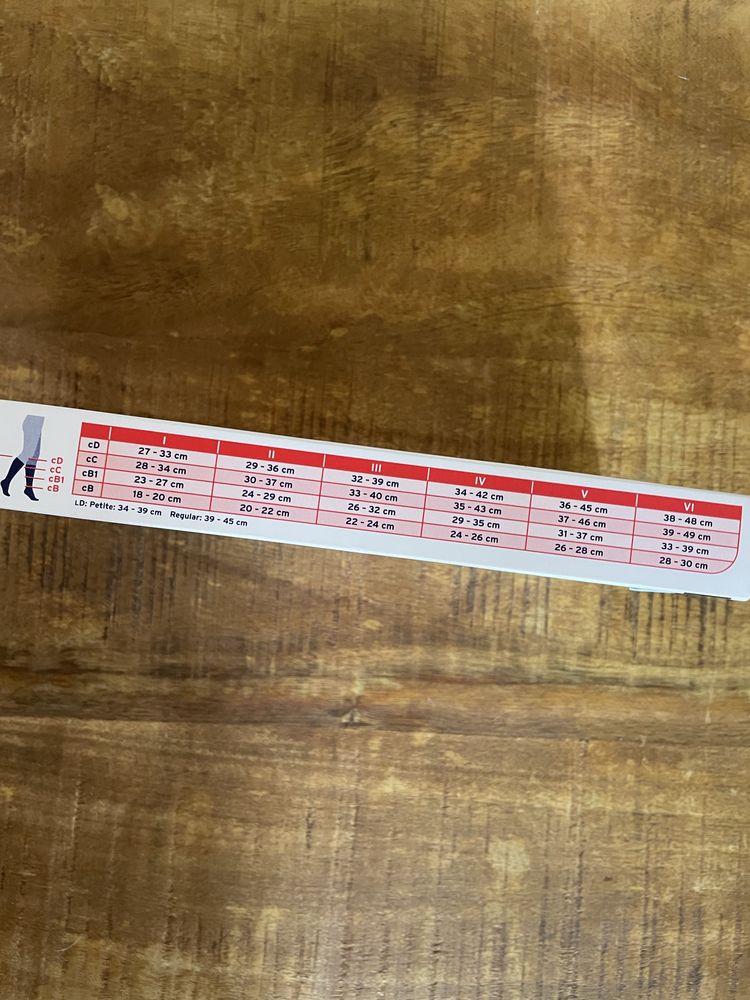 I II III IV V VI
cD 27 - 33 cm 29 - 36 cm 32 - 39 cm 34 - 42 cm 36 - 45 cm 38 - 48 cm
cC 28 - 34 cm 30 - 37 cm 33 - 40 cm 35 - 43 cm 37 - 46 cm 39 - 49 cm
cB1 23 - 27 cm 24 - 29 cm 26 - 32 cm 29 - 35 cm 31 - 37 cm 33 - 39 cm
cB 18 - 20 cm 20 - 22 cm 22 - 24 cm 24 - 26 cm 26 - 28 cm 28 - 30 cm
LD: Petite: 34 - 39 cm Regular: 39 - 45 cm
cD
cC
cB1
cB